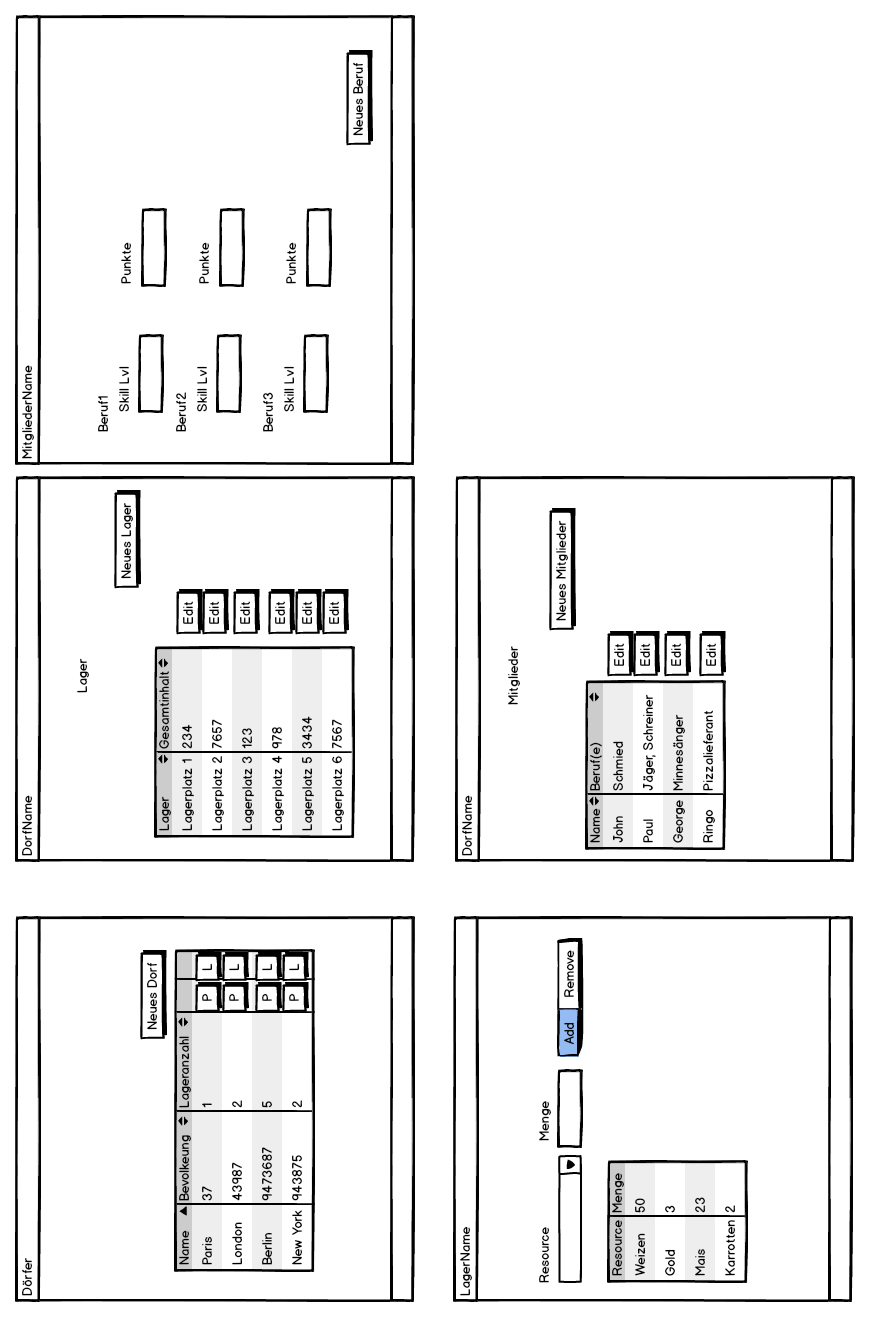 Dörfer
Neues Dorf
Name Bevolkeung Lageranzahl
Paris 37 1 P L
London 43987 2 P L
Berlin 9473687 5 P L
New York 943875 2 P L
DorfName
Lager
Neues Lager
Lager Gesamtinhalt
Lagerplatz 1 234 Edit
Lagerplatz 2 7657 Edit
Lagerplatz 3 123 Edit
Lagerplatz 4 978 Edit
Lagerplatz 5 3434 Edit
Lagerplatz 6 7567 Edit
MitgliederName
Beruf1
Skill Lvl Punkte
Beruf2
Skill Lvl Punkte
Beruf3
Skill Lvl Punkte
Neues Beruf
LagerName
Resource Menge
Add Remove
Resource Menge
Weizen 50
Gold 3
Mais 23
Karrotten 2
DorfName
Mitglieder
Neues Mitglieder
Name Beruf(e)
John Schmied Edit
Paul Jäger, Schreiner Edit
George Minnesänger Edit
Ringo Pizzalieferant Edit